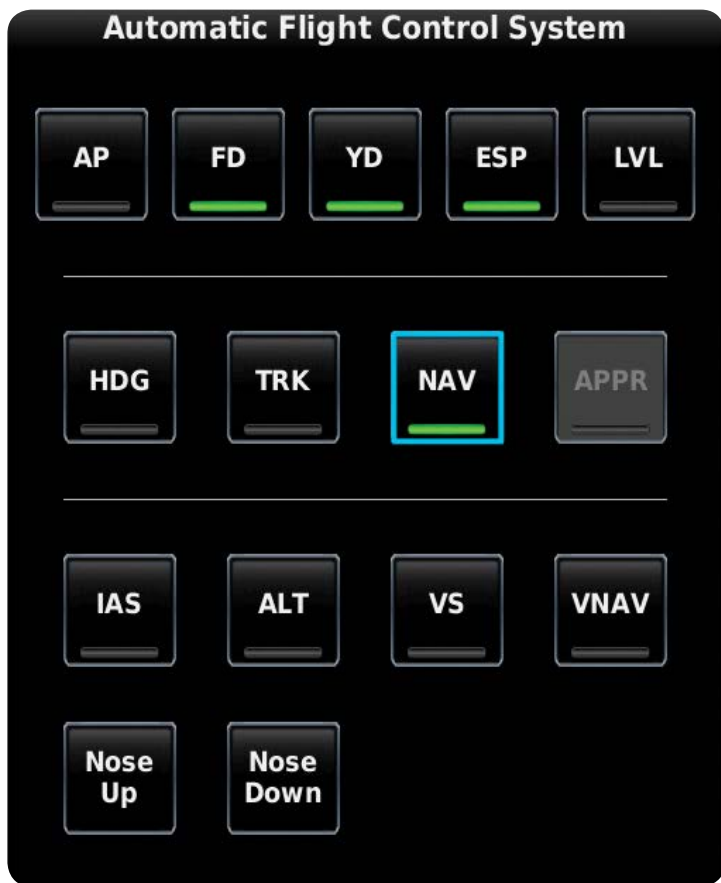 Automatic Flight Control System
AP
FD
YD
ESP
LVL
HDG
TRK
NAV
APPR
IAS
ALT
VS
VNAV
Nose
Up
Nose
Down